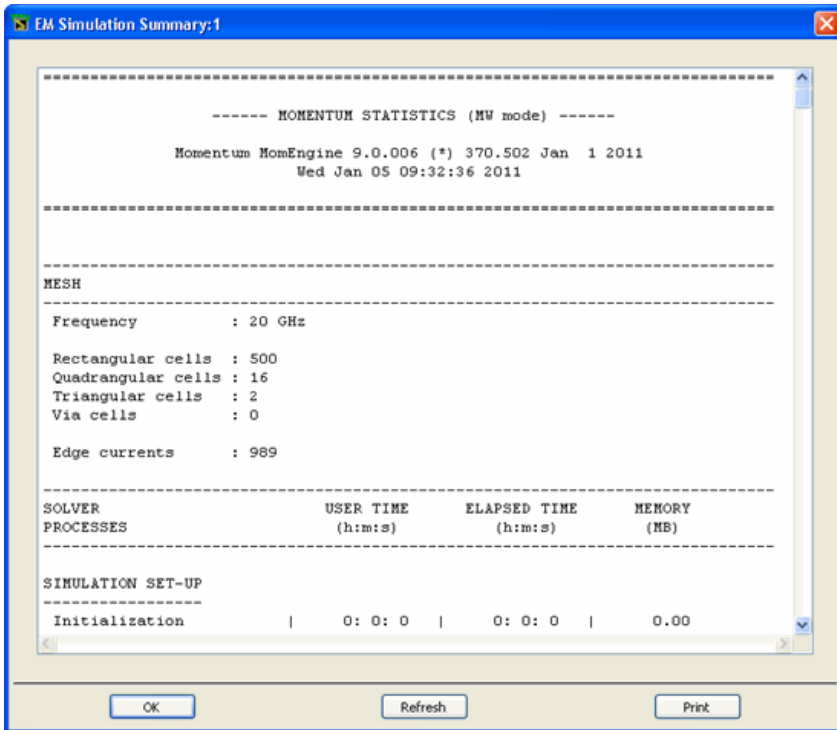 EM Simulation Summary:1
===============================================================================
------ MOMENTUM STATISTICS (MW mode) ------
Momentum MomEngine 9.0.006 (*) 370.502 Jan  1 2011
Wed Jan 05 09:32:36 2011
===============================================================================
-------------------------------------------------------------------------------
MESH
-------------------------------------------------------------------------------
Frequency          : 20 GHz
Rectangular cells  : 500
Quadrangular cells : 16
Triangular cells   : 2
Via cells          : 0
Edge currents      : 989
-------------------------------------------------------------------------------
SOLVER                        USER TIME      ELAPSED TIME      MEMORY
PROCESSES                      (h:m:s)          (h:m:s)         (MB)
-------------------------------------------------------------------------------
SIMULATION SET-UP
-----------------
Initialization           |     0: 0: 0   |     0: 0: 0   |      0.00
OK Refresh Print